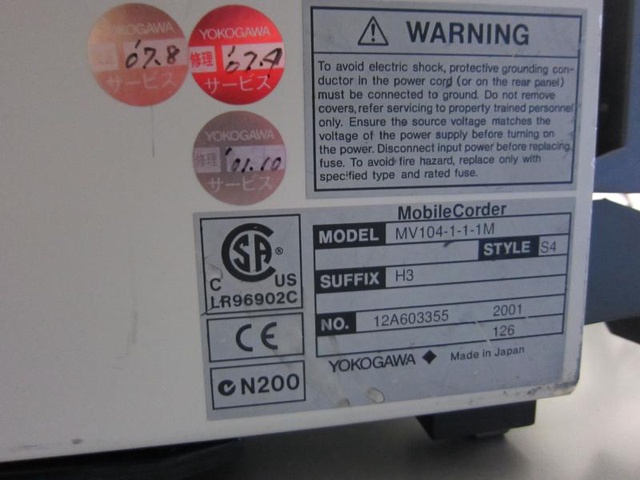 YOKOGAWA
'07.8
サービス
YOKOGAWA
修理 '07.9
サービス
YOKOGAWA
修理 '01.10
サービス
WARNING
To avoid electric shock, protective grounding con-
ductor in the power cord (or on the rear panel)
must be connected to ground. Do not remove
covers, refer servicing to property trained personnel
only. Ensure the source voltage matches the
voltage of the power supply before turning on
the power. Disconnect input power before replacing
fuse. To avoid fire hazard, replace only with
specified type and rated fuse.
CSA ®
C US
LR96902C
CE
N200
MobileCorder
MODEL MV104-1-1-1M
STYLE S4
SUFFIX H3
NO. 12A603355 2001
126
YOKOGAWA ◆ Made in Japan